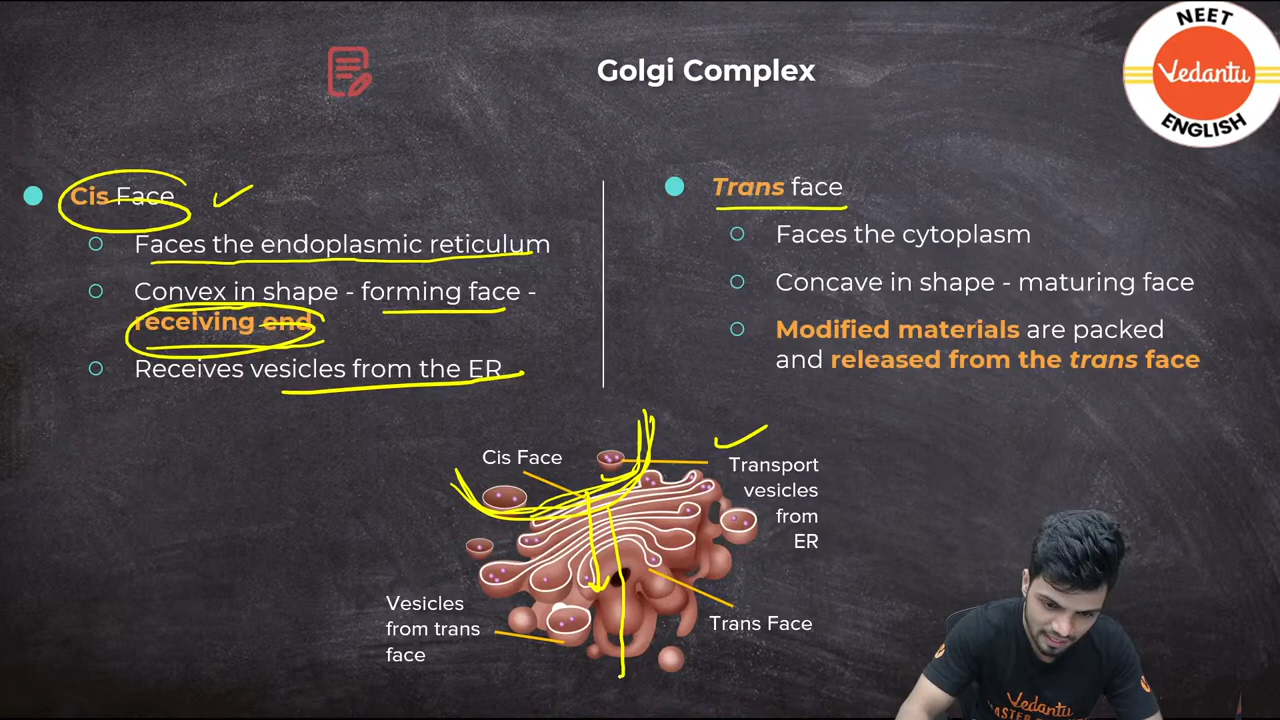 Golgi Complex
NEET
Vedantu
ENGLISH
Cis Face
Faces the endoplasmic reticulum
Convex in shape - forming face -
receiving end
Receives vesicles from the ER
Trans face
Faces the cytoplasm
Concave in shape - maturing face
Modified materials are packed
and released from the trans face
Cis Face
Transport
vesicles
from
ER
Vesicles
from trans
face
Trans Face
Vedantu